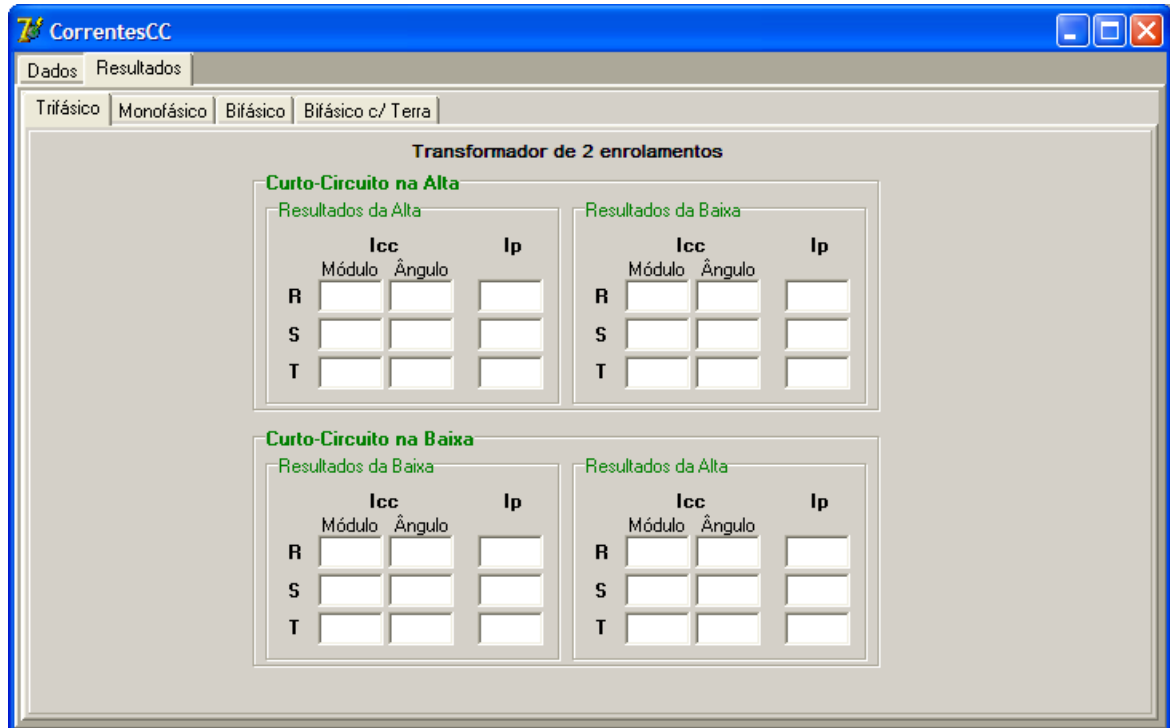 CorrentesCC
Dados Resultados
Trifásico Monofásico Bifásico Bifásico c/ Terra
Transformador de 2 enrolamentos
Curto-Circuito na Alta
Resultados da Alta
Icc Ip
Módulo Ângulo
R
S
T
Resultados da Baixa
Icc Ip
Módulo Ângulo
R
S
T
Curto-Circuito na Baixa
Resultados da Baixa
Icc Ip
Módulo Ângulo
R
S
T
Resultados da Alta
Icc Ip
Módulo Ângulo
R
S
T